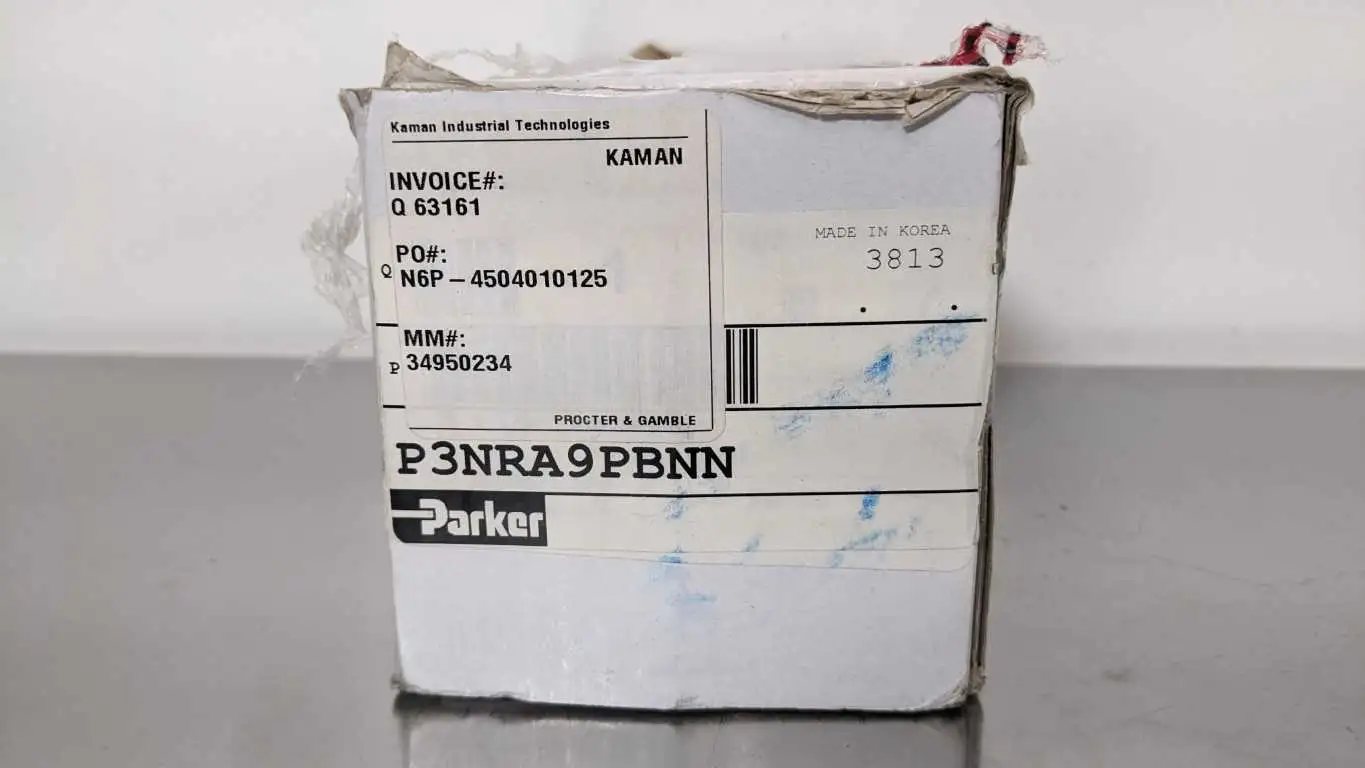 Kaman Industrial Technologies
KAMAN
INVOICE#:
Q 63161
PO#:
N6P – 4504010125
MM#:
34950234
PROCTER & GAMBLE
MADE IN KOREA
3813
Q
P
P3NRA9PBNN
Parker